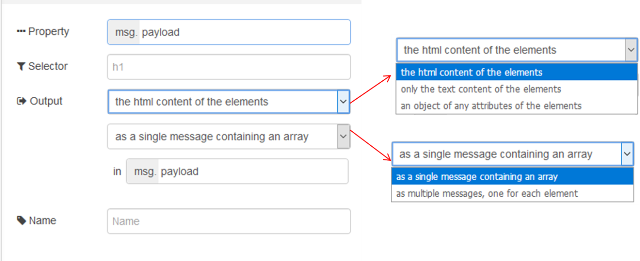 Property
msg. payload
Selector
h1
Output
the html content of the elements
as a single message containing an array
in msg. payload
Name
Name
the html content of the elements
the html content of the elements
only the text content of the elements
an object of any attributes of the elements
as a single message containing an array
as a single message containing an array
as multiple messages, one for each element